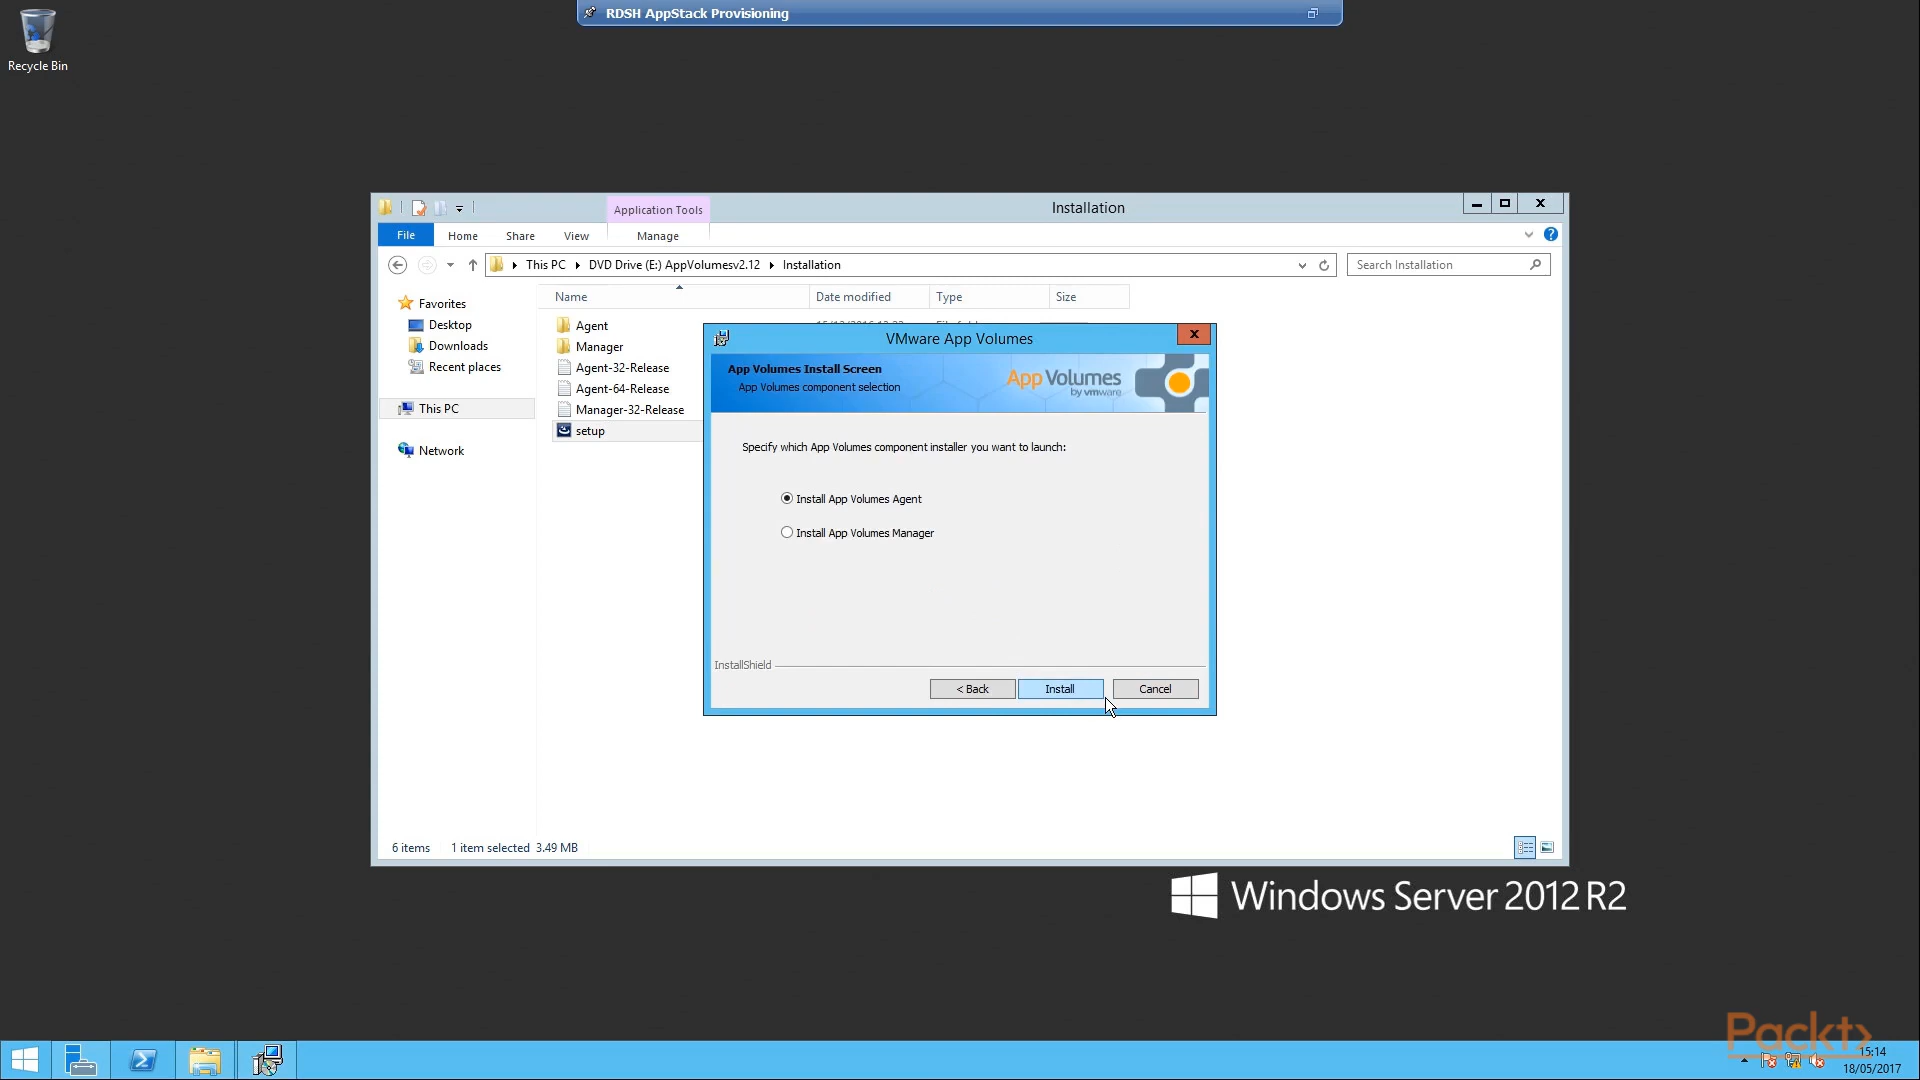 RDSH AppStack Provisioning
Recycle Bin
Application Tools
Installation
File
Home
Share
View
Manage
This PC
DVD Drive (E:) AppVolumesv2.12
Installation
Search Installation
Name
Date modified
Type
Size
Favorites
Desktop
Downloads
Recent places
This PC
Network
Agent
Manager
Agent-32-Release
Agent-64-Release
Manager-32-Release
setup
VMware App Volumes
App Volumes Install Screen
App Volumes component selection
App Volumes
by vmware
Specify which App Volumes component installer you want to launch:
Install App Volumes Agent
Install App Volumes Manager
InstallShield
< Back
Install
Cancel
6 items
1 item selected 3.49 MB
Windows Server 2012 R2
Packt
15:14
18/05/2017